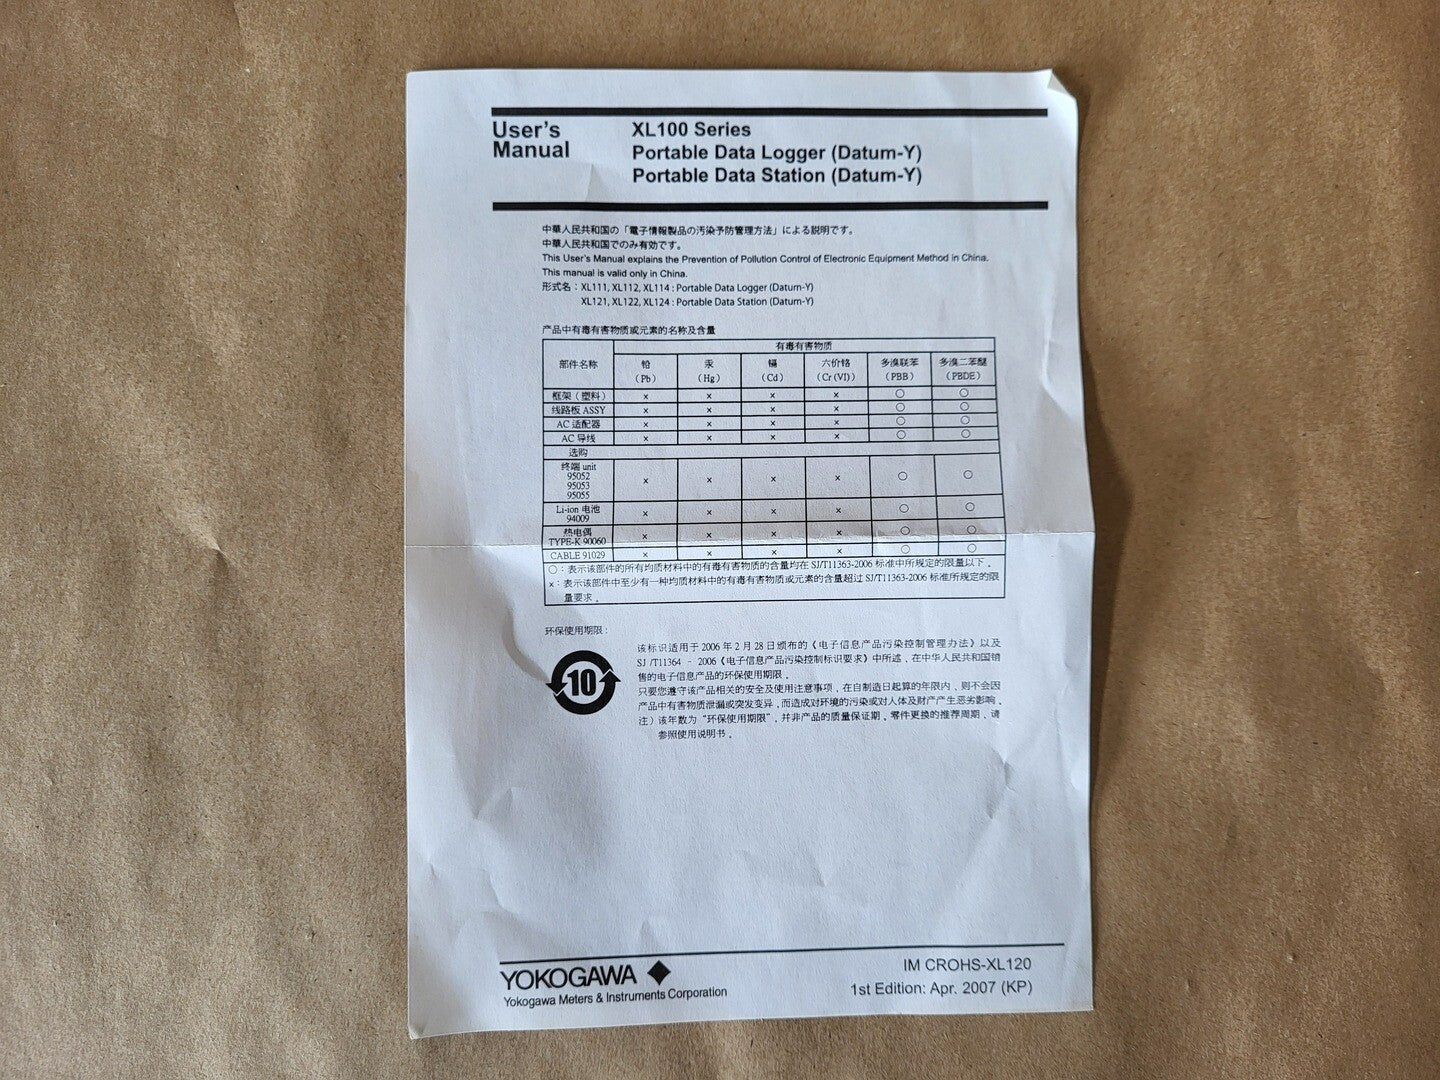 User's
Manual
XL100 Series
Portable Data Logger (Datum-Y)
Portable Data Station (Datum-Y)
中華人民共和国の「電子情報製品の汚染予防管理方法」による説明です。
中華人民共和国でのみ有効です。
This User's Manual explains the Prevention of Pollution Control of Electronic Equipment Method in China.
This manual is valid only in China.
形式名：XL111, XL112, XL114 : Portable Data Logger (Datum-Y)
XL121, XL122, XL124 : Portable Data Station (Datum-Y)
产品中有毒有害物质或元素的名称及含量
部件名称 有毒有害物质
铅 汞 镉 六价铬 多溴联苯 多溴二苯醚
(Pb) (Hg) (Cd) (Cr (VI)) (PBB) (PBDE)
框架（塑料） × × × × ○ ○
线路板 ASSY × × × × ○ ○
AC 适配器 × × × × ○ ○
AC 导线 × × × × ○ ○
选购
终端 unit
95052
95053
95055 × × × × ○ ○
Li-ion 电池
94009 × × × × ○ ○
热电偶
TYPE-K 90060 × × × × ○ ○
CABLE 91029 × × × × ○ ○
○：表示该部件的所有均质材料中的有毒有害物质的含量均在 SJ/T11363-2006 标准中所规定的限量以下。
×：表示该部件中至少有一种均质材料中的有毒有害物质或元素的含量超过 SJ/T11363-2006 标准所规定的限
量要求。
环保使用期限：
10
该标识适用于 2006 年 2 月 28 日颁布的《电子信息产品污染控制管理办法》以及
SJ /T11364 - 2006《电子信息产品污染控制标识要求》中所述，在中华人民共和国销
售的电子信息产品的环保使用期限。
只要您遵守该产品相关的安全及使用注意事项，在自制造日起算的年限内，则不会因
产品中有害物质泄漏或突发变异，而造成对环境的污染或对人体及财产产生恶劣影响。
注）该年数为“环保使用期限”，并非产品的质量保证期。零件更换的推荐周期，请
参照使用说明书。
YOKOGAWA
Yokogawa Meters & Instruments Corporation
IM CROHS-XL120
1st Edition: Apr. 2007 (KP)